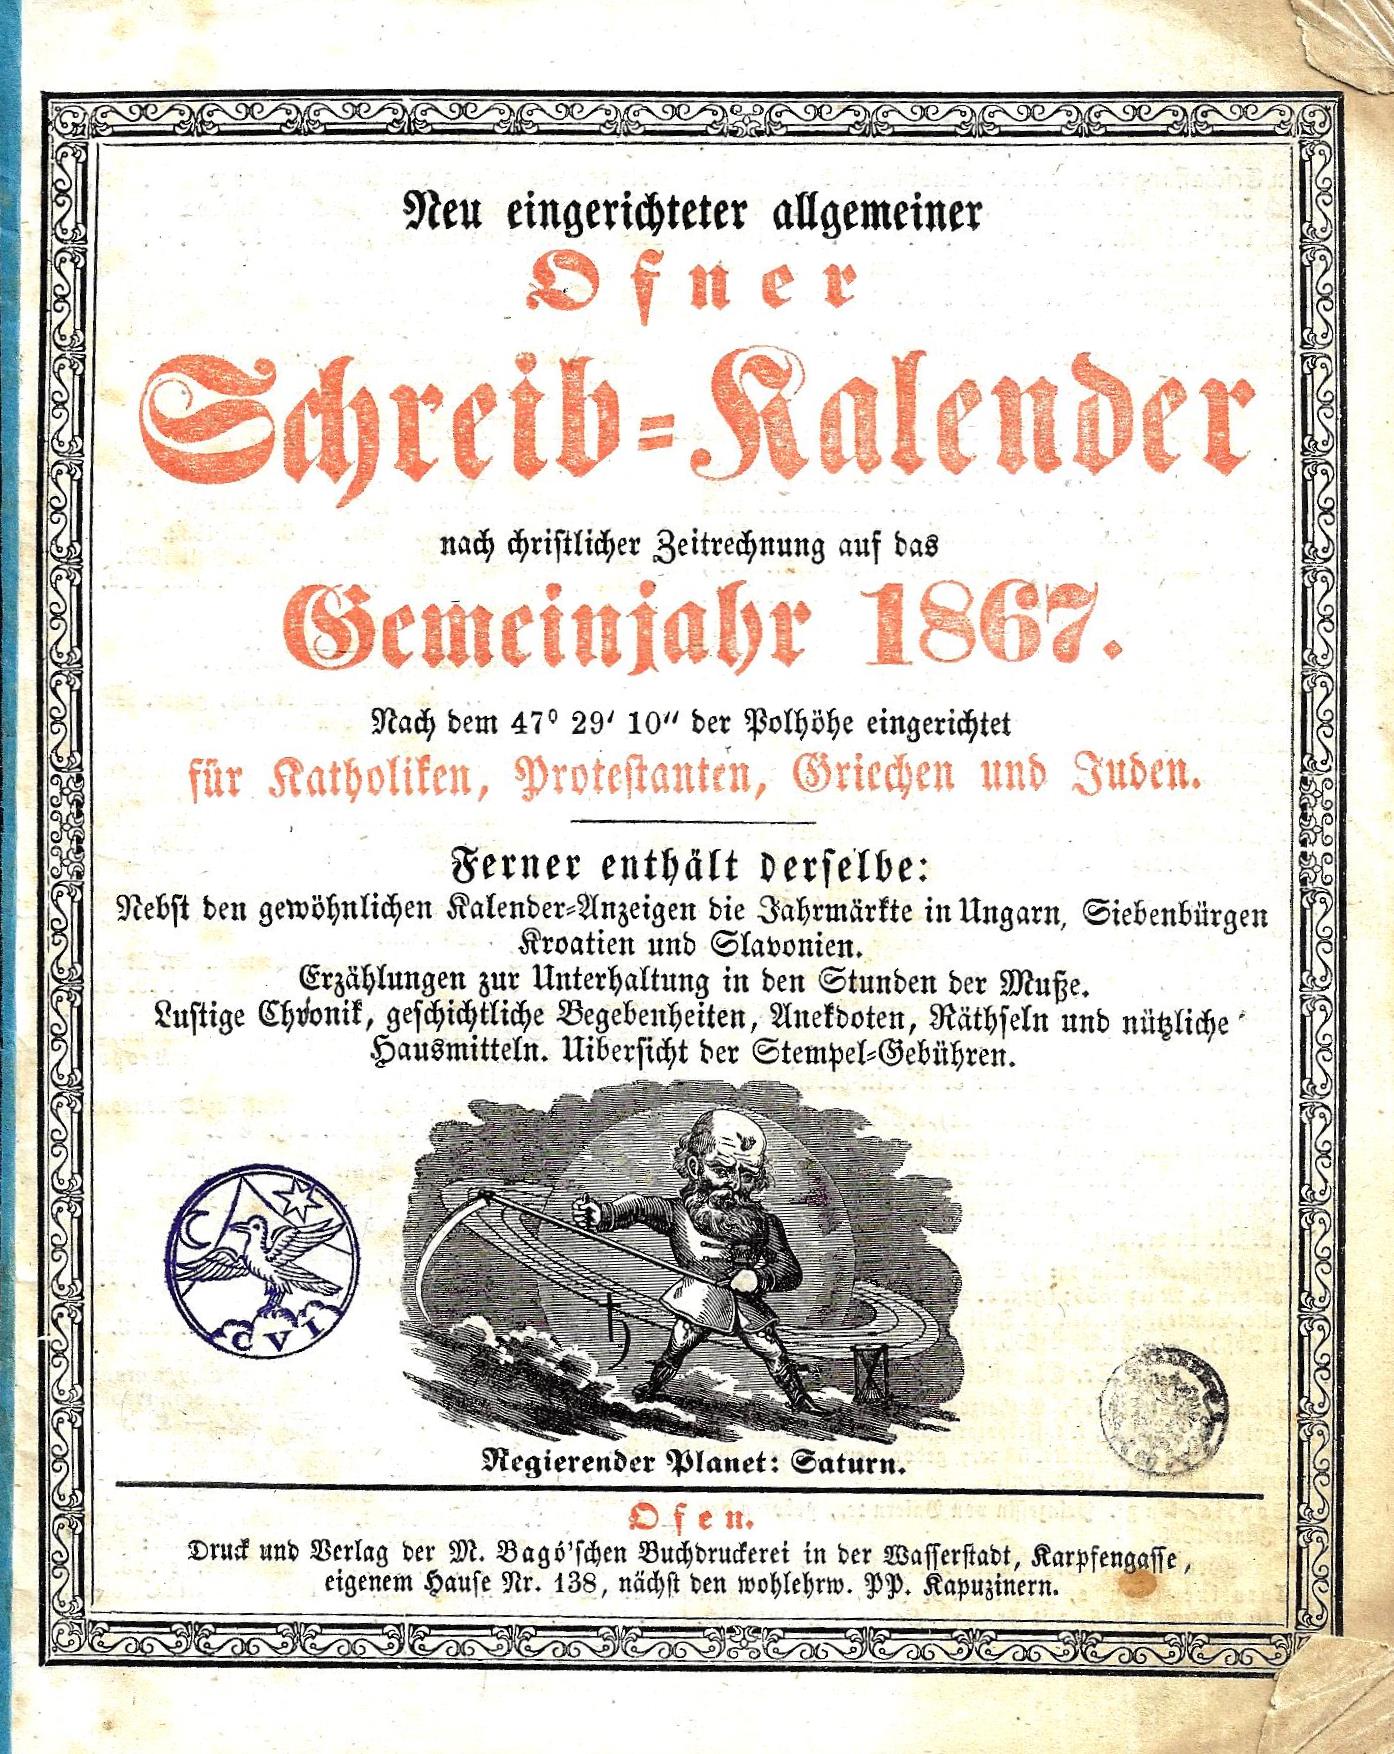 Neu eingerichteter allgemeiner
Ofner
Schreib=Kalender
nach christlicher Zeitrechnung auf das
Gemeinjahr 1867.
Nach dem 47° 29′ 10″ der Polhöhe eingerichtet
für Katholiken, Protestanten, Griechen und Juden.
Ferner enthält derselbe:
Nebst den gewöhnlichen Kalender=Anzeigen die Jahrmärkte in Ungarn, Siebenbürgen
Kroatien und Slavonien.
Erzählungen zur Unterhaltung in den Stunden der Muße.
Lustige Chronik, geschichtliche Begebenheiten, Anekdoten, Räthseln und nützliche
Hausmitteln. Uibersicht der Stempel=Gebühren.
CVI
♄
Regierender Planet: Saturn.
Ofen.
Druck und Verlag der M. Bagó'schen Buchdruckerei in der Wasserstadt, Karpfengasse,
eigenem Hause Nr. 138, nächst den wohlehrw. PP. Kapuzinern.